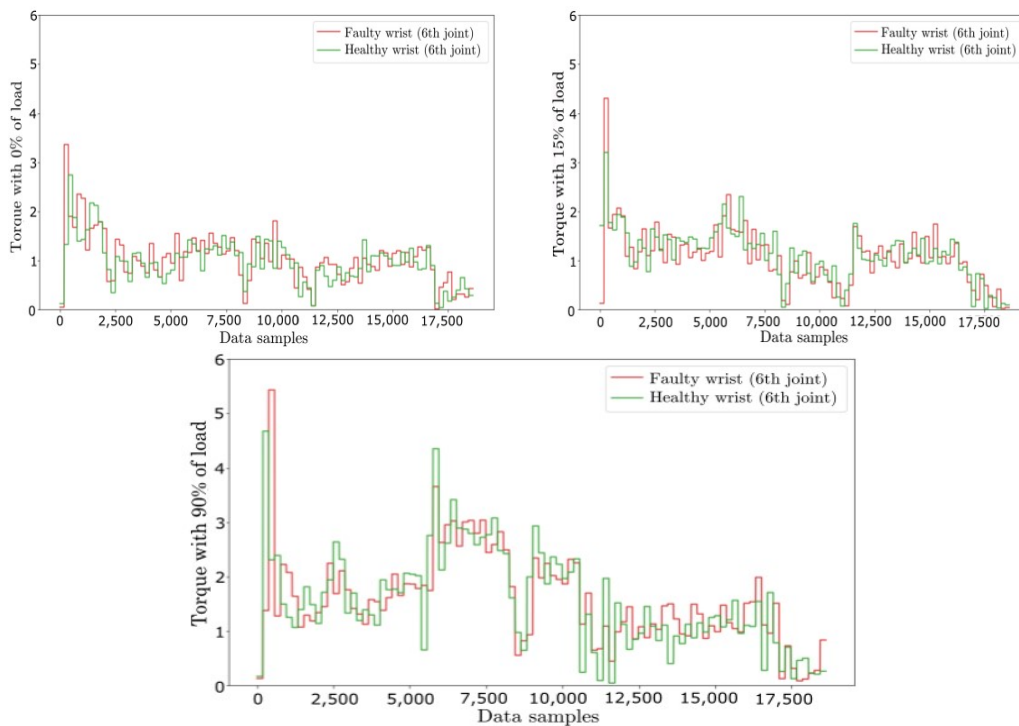 6
5
4
3
2
1
0
Torque with 0% of load
Faulty wrist (6th joint)
Healthy wrist (6th joint)
0 2,500 5,000 7,500 10,000 12,500 15,000 17,500
Data samples
6
5
4
3
2
1
0
Torque with 15% of load
Faulty wrist (6th joint)
Healthy wrist (6th joint)
0 2,500 5,000 7,500 10,000 12,500 15,000 17,500
Data samples
6
5
4
3
2
1
0
Torque with 90% of load
Faulty wrist (6th joint)
Healthy wrist (6th joint)
0 2,500 5,000 7,500 10,000 12,500 15,000 17,500
Data samples